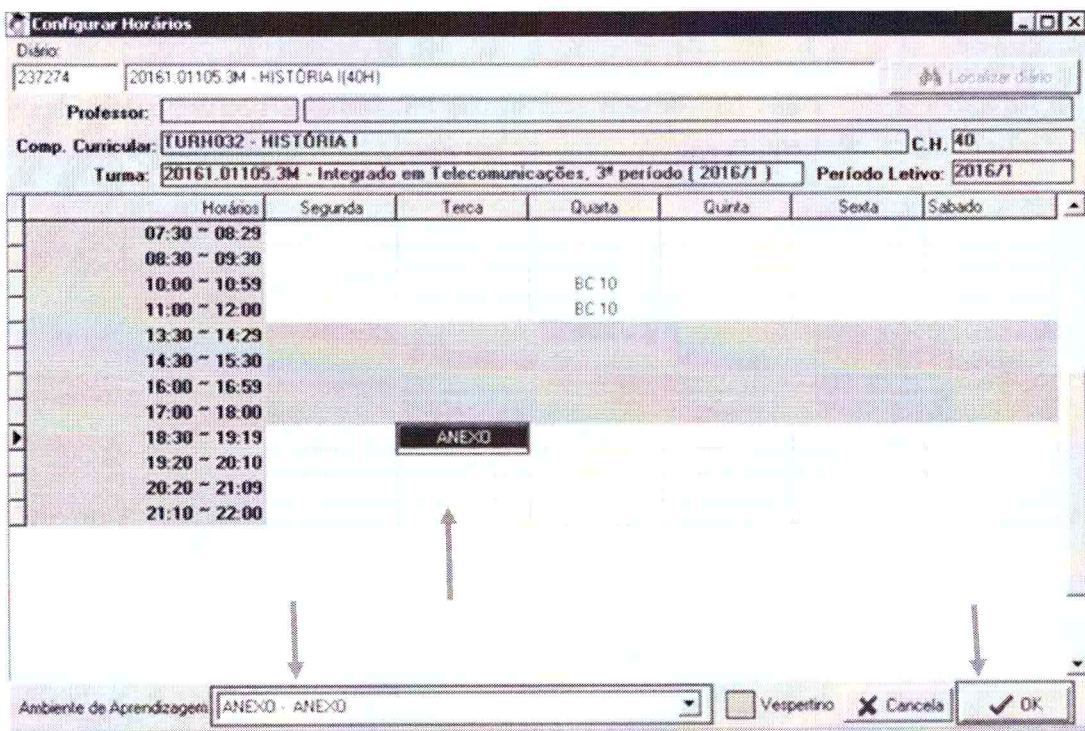 Configurar Horários
Diário:
237274 20161.01105.3M - HISTÓRIA I(40H) Localizar diário
Professor:
Comp. Curricular: TURH032 - HISTÓRIA I C.H. 40
Turma: 20161.01105.3M - Integrado em Telecomunicações, 3º período ( 2016/1 ) Período Letivo: 2016/1
Horários Segunda Terca Quarta Quinta Sexta Sabado
07:30 ~ 08:29
08:30 ~ 09:30
10:00 ~ 10:59 BC 10
11:00 ~ 12:00 BC 10
13:30 ~ 14:29
14:30 ~ 15:30
16:00 ~ 16:59
17:00 ~ 18:00
18:30 ~ 19:19 ANEXO
19:20 ~ 20:10
20:20 ~ 21:09
21:10 ~ 22:00
Ambiente de Aprendizagem: ANEXO - ANEXO Vespertino Cancela OK